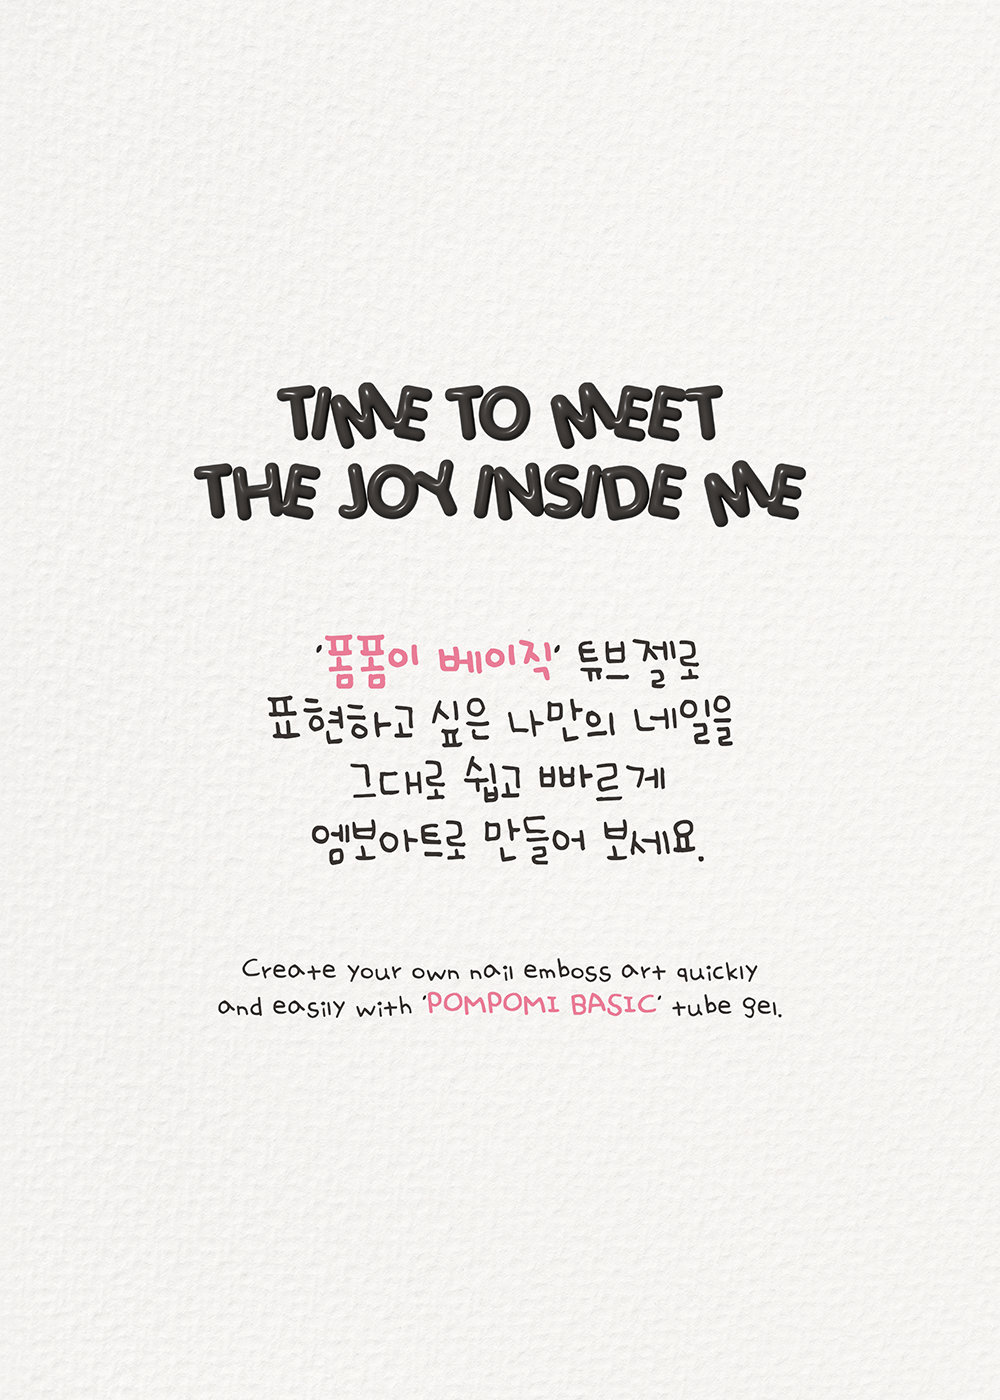 TIME TO MEET
THE JOY INSIDE ME
'폼폼이 베이직' 튜브젤로
표현하고 싶은 나만의 네일을
그대로 쉽고 빠르게
엠보아트로 만들어 보세요.
Create your own nail emboss art quickly
and easily with 'POMPOMI BASIC' tube gel.